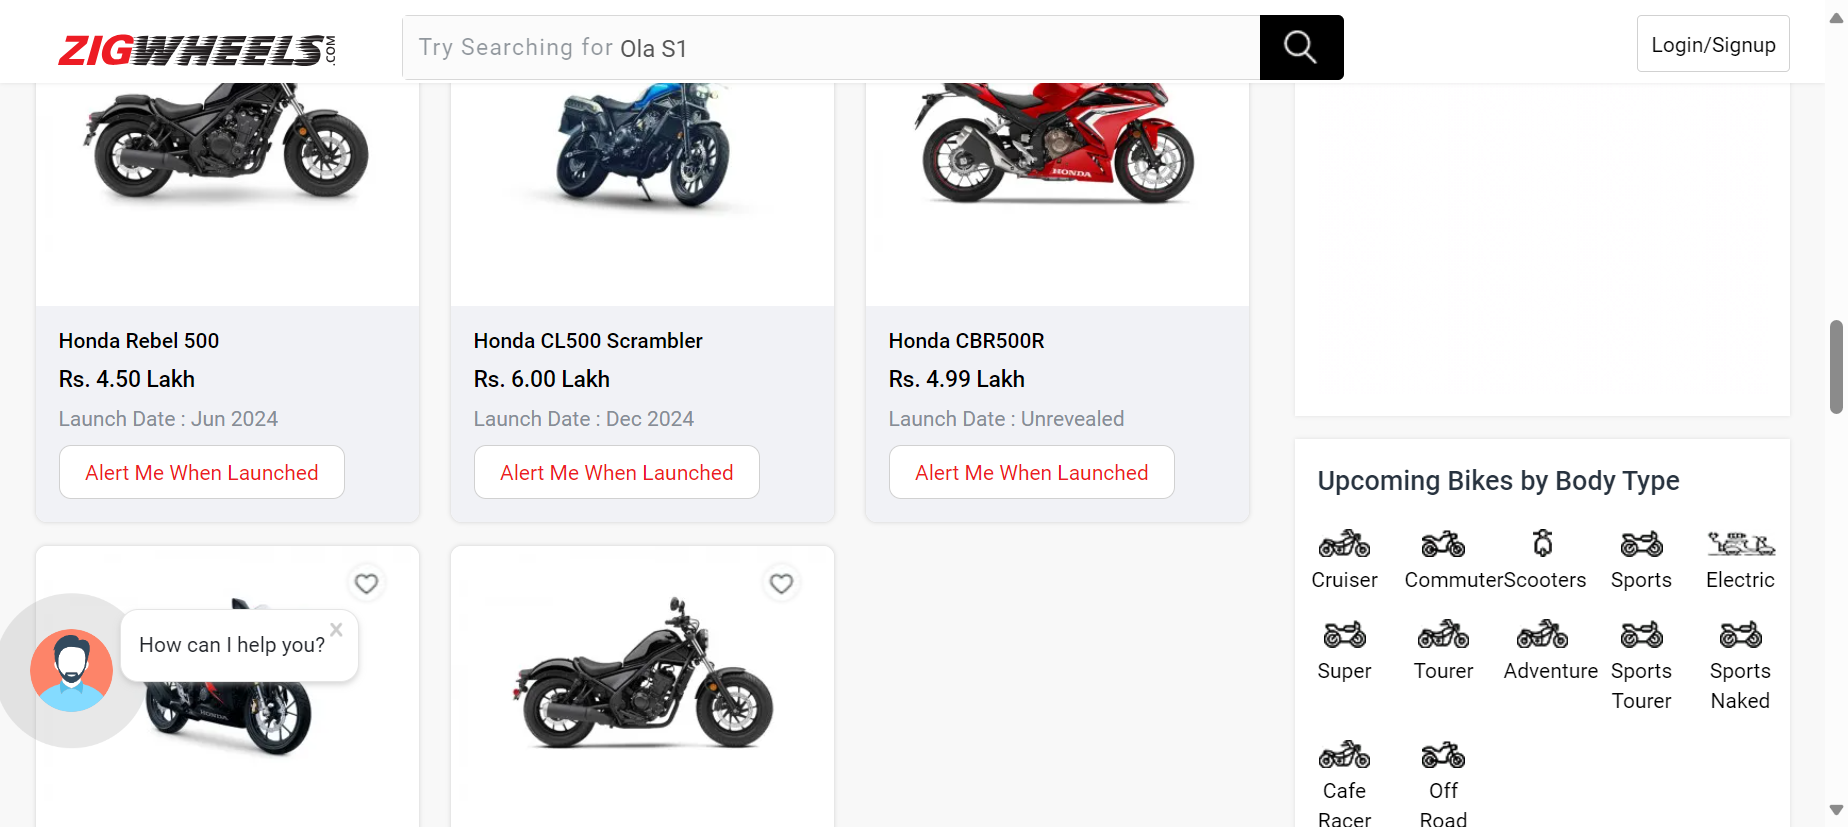 ZIGWHEELS.COM
Try Searching for Ola S1
Login/Signup
HONDA
Honda Rebel 500
Rs. 4.50 Lakh
Launch Date : Jun 2024
Alert Me When Launched
Honda CL500 Scrambler
Rs. 6.00 Lakh
Launch Date : Dec 2024
Alert Me When Launched
Honda CBR500R
Rs. 4.99 Lakh
Launch Date : Unrevealed
Alert Me When Launched
How can I help you?
HONDA
Upcoming Bikes by Body Type
Cruiser
Commuter
Scooters
Sports
Electric
Super
Tourer
Adventure
Sports
Tourer
Sports
Naked
Cafe
Racer
Off
Road